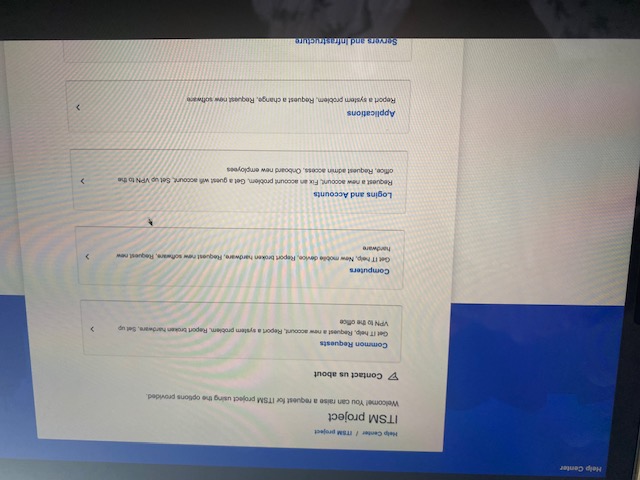 Help Center
Help Center / ITSM project
ITSM project
Welcome! You can raise a request for ITSM project using the options provided.
Contact us about
Common Requests
Get IT help, Request a new account, Report a system problem, Report broken hardware, Set up
VPN to the office
Computers
Get IT help, New mobile device, Report broken hardware, Request new software, Request new
hardware
Logins and Accounts
Request a new account, Fix an account problem, Get a guest wifi account, Set up VPN to the
office, Request admin access, Onboard new employees
Applications
Report a system problem, Request a change, Request new software
Servers and Infrastructure